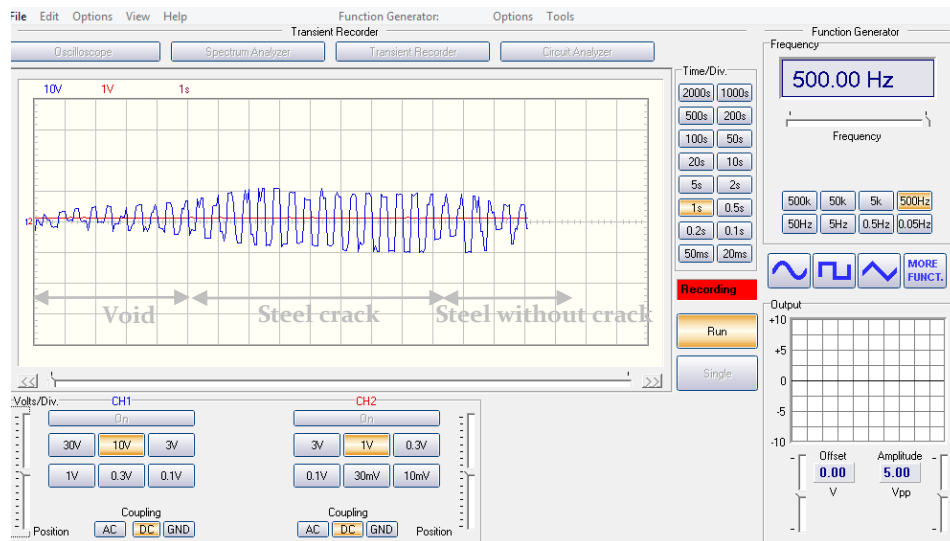 File Edit Options View Help Function Generator: Options Tools
Transient Recorder
Function Generator
Oscilloscope Spectrum Analyzer Transient Recorder Circuit Analyzer
Frequency
500.00 Hz
Frequency
500k 50k 5k 500Hz
50Hz 5Hz 0.5Hz 0.05Hz
MORE
FUNCT.
Time/Div.
2000s 1000s
500s 200s
100s 50s
20s 10s
5s 2s
1s 0.5s
0.2s 0.1s
50ms 20ms
Recording
Run
Single
10V 1V 1s
12
Void Steel crack Steel without crack
<< >>
Volts/Div. CH1 CH2
On On
30V 10V 3V 3V 1V 0.3V
1V 0.3V 0.1V 0.1V 30mV 10mV
Coupling Coupling
Position AC DC GND AC DC GND Position
Output
+10
+5
0
-5
-10
Offset Amplitude
0.00 5.00
V Vpp